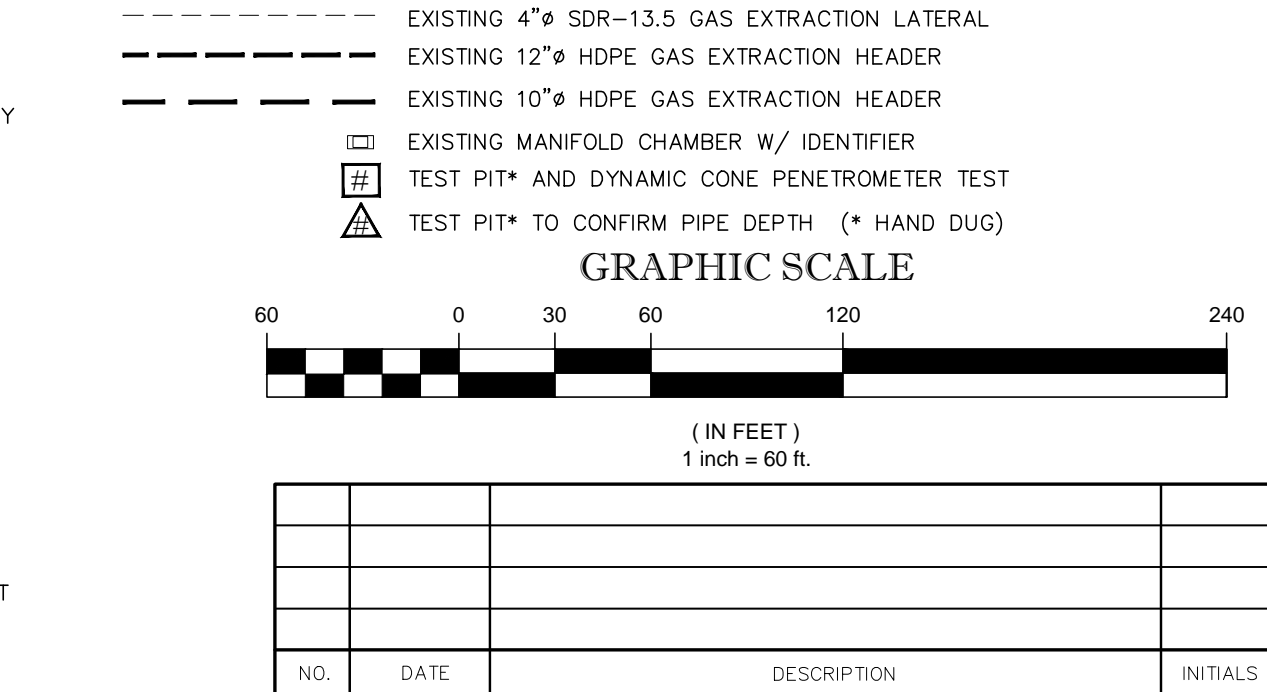 EXISTING 4"ø SDR-13.5 GAS EXTRACTION LATERAL
EXISTING 12"ø HDPE GAS EXTRACTION HEADER
EXISTING 10"ø HDPE GAS EXTRACTION HEADER
Y
EXISTING MANIFOLD CHAMBER W/ IDENTIFIER
# TEST PIT* AND DYNAMIC CONE PENETROMETER TEST
# TEST PIT* TO CONFIRM PIPE DEPTH (* HAND DUG)
GRAPHIC SCALE
60 0 30 60 120 240
( IN FEET )
1 inch = 60 ft.
T
NO. DATE DESCRIPTION INITIALS